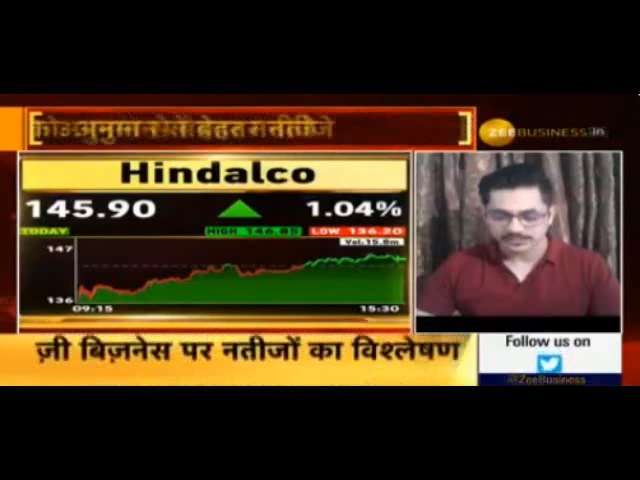 ZEEBUSINESS.in
Hindalco
145.90 1.04%
TODAY HIGH 146.85 LOW 136.20
Vol:15.8m
147
136
09:15 15:30
ज़ी बिज़नेस पर नतीजों का विश्लेषण
Follow us on
@ZeeBusiness